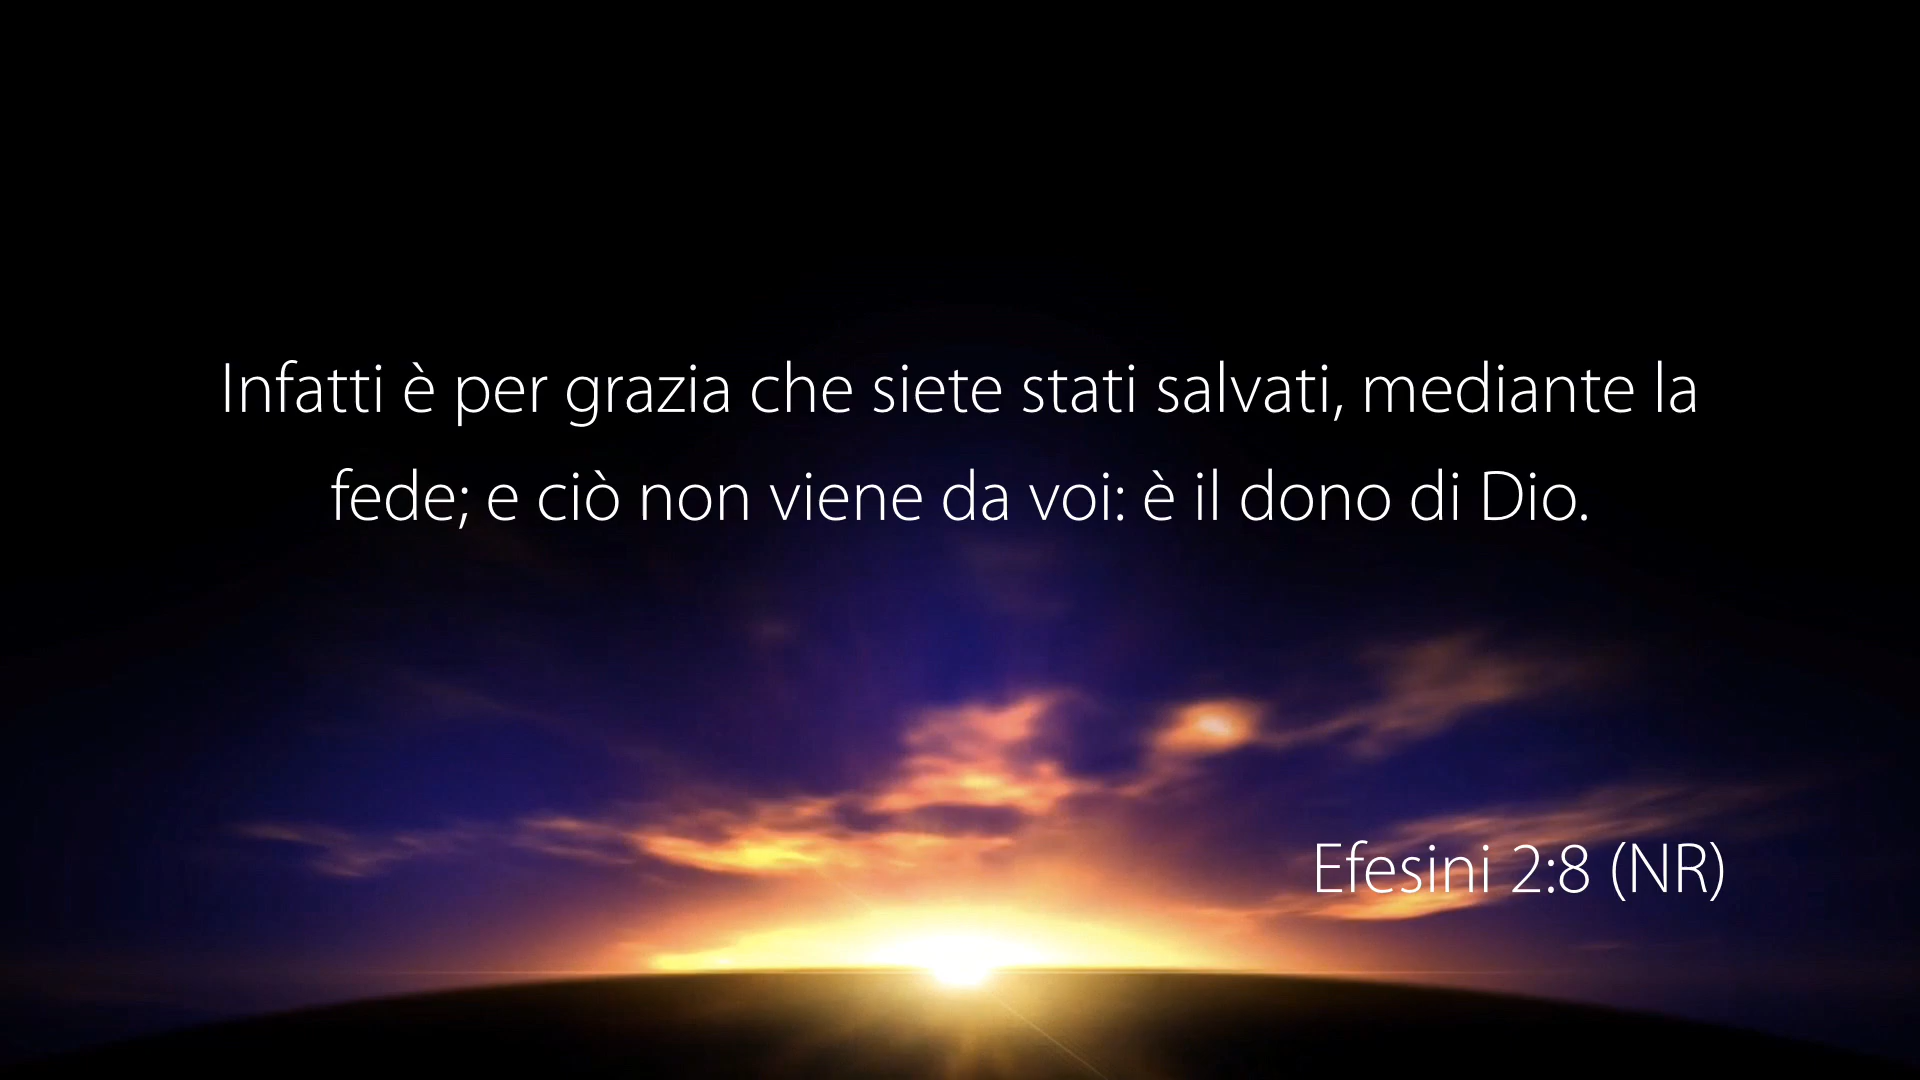 Infatti è per grazia che siete stati salvati, mediante la
fede; e ciò non viene da voi: è il dono di Dio.
Efesini 2:8 (NR)